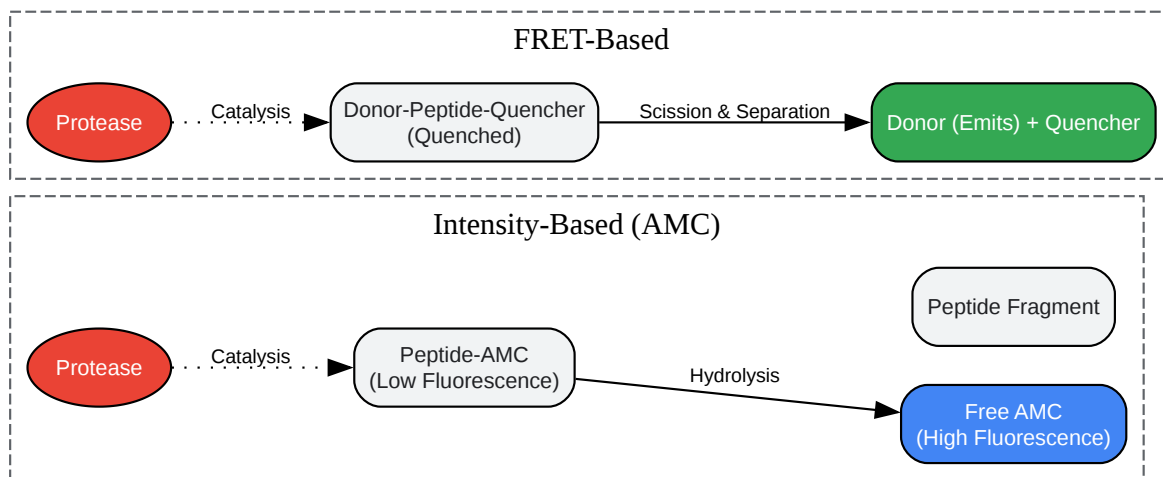 FRET-Based
Protease
Catalysis
Donor-Peptide-Quencher
(Quenched)
Scission & Separation
Donor (Emits) + Quencher
Intensity-Based (AMC)
Protease
Catalysis
Peptide-AMC
(Low Fluorescence)
Hydrolysis
Peptide Fragment
Free AMC
(High Fluorescence)